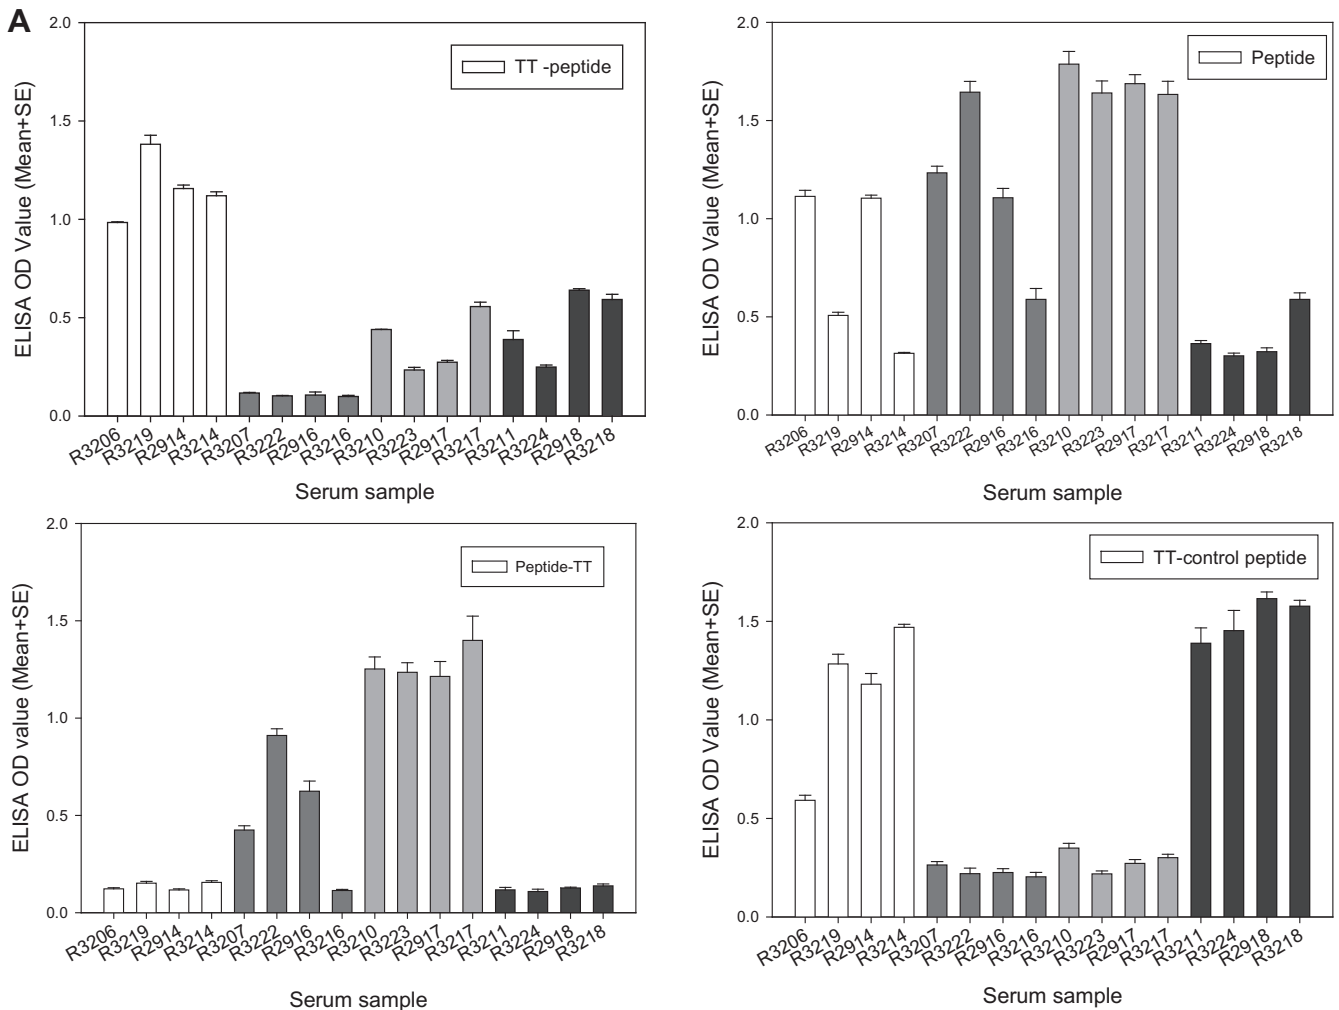 A
2.0
1.5
1.0
0.5
0.0
ELISA OD Value (Mean+SE)
TT -peptide
R3206 R3219 R2914 R3214 R3207 R3222 R2916 R3216 R3210 R3223 R2917 R3217 R3211 R3224 R2918 R3218
Serum sample
2.0
1.5
1.0
0.5
0.0
ELISA OD Value (Mean+SE)
Peptide
R3206 R3219 R2914 R3214 R3207 R3222 R2916 R3216 R3210 R3223 R2917 R3217 R3211 R3224 R2918 R3218
Serum sample
2.0
1.5
1.0
0.5
0.0
ELISA OD value (Mean+SE)
Peptide-TT
R3206 R3219 R2914 R3214 R3207 R3222 R2916 R3216 R3210 R3223 R2917 R3217 R3211 R3224 R2918 R3218
Serum sample
2.0
1.5
1.0
0.5
0.0
ELISA OD Value (Mean+SE)
TT-control peptide
R3206 R3219 R2914 R3214 R3207 R3222 R2916 R3216 R3210 R3223 R2917 R3217 R3211 R3224 R2918 R3218
Serum sample